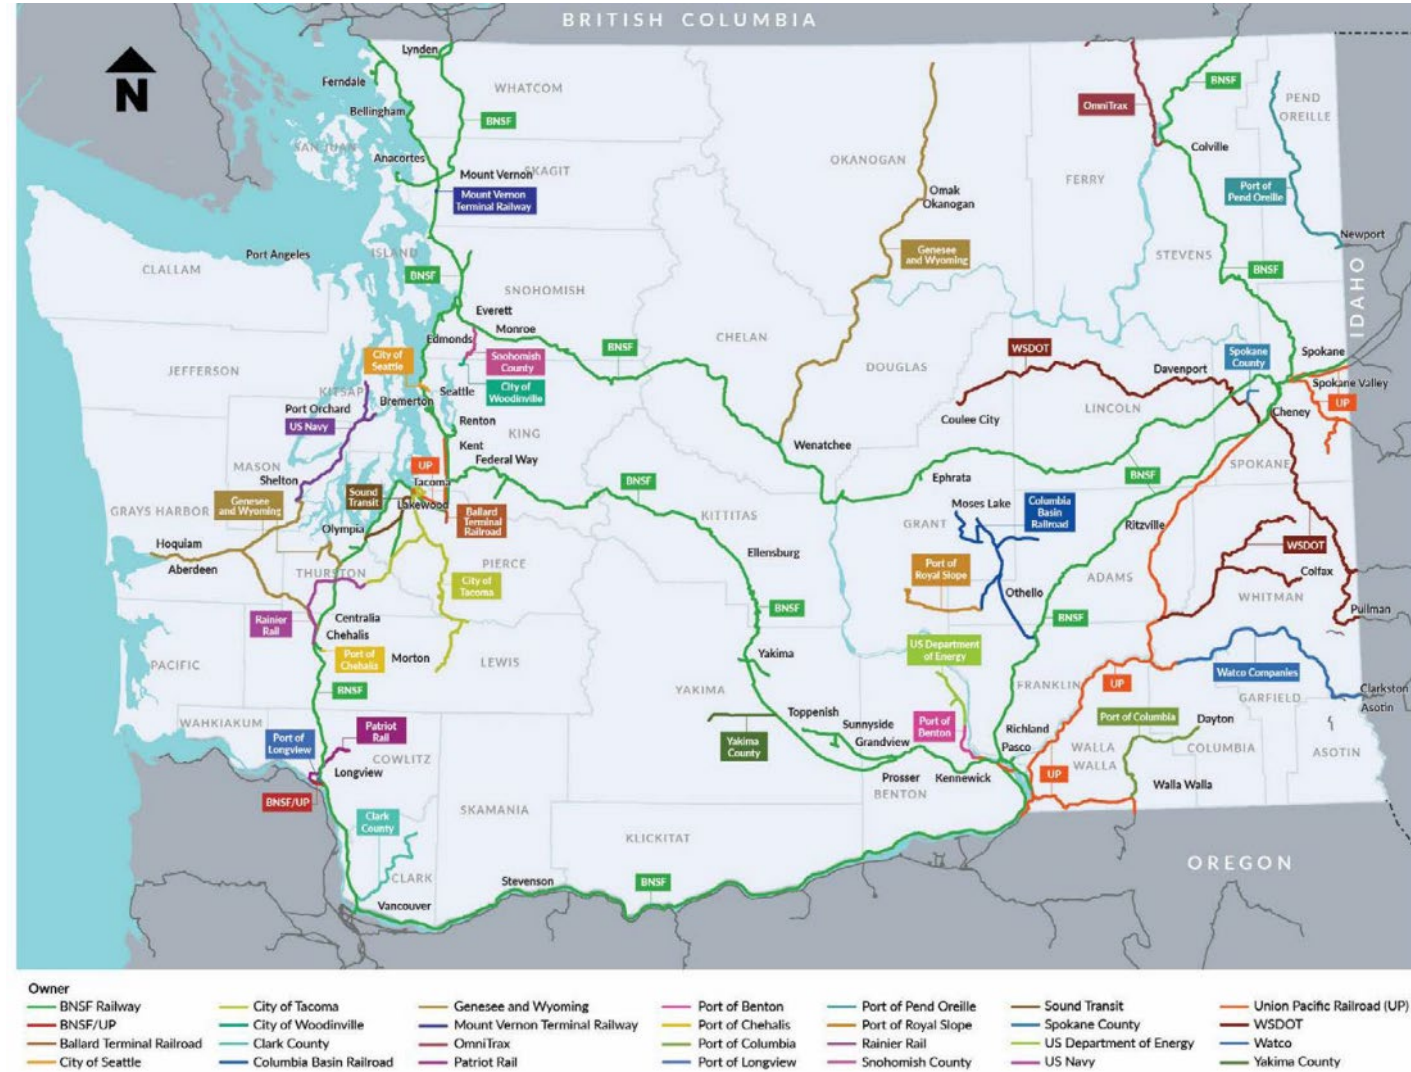 BRITISH COLUMBIA
N
Lynden
Ferndale
WHATCOM
BNSF
Bellingham
BNSF
OmniTrax
PEND
OREILLE
SAN JUAN
Anacortes
Mount Vernon
SKAGIT
OKANOGAN
Colville
FERRY
Mount Vernon
Terminal Railway
Omak
Okanogan
Port of
Pend Oreille
Newport
CLALLAM
Port Angeles
ISLAND
BNSF
Genesee
and Wyoming
STEVENS
BNSF
IDAHO
SNOHOMISH
Everett
Monroe
Edmonds
CHELAN
BNSF
WSDOT
Spokane
County
Spokane
City of
Seattle
Snohomish
County
JEFFERSON
DOUGLAS
Davenport
Spokane Valley
KITSAP
Bremerton
Seattle
City of
Woodinville
UP
Port Orchard
US Navy
LINCOLN
Cheney
Coulee City
Renton
KING
Kent
Wenatchee
Federal Way
MASON
Shelton
UP
Tacoma
SPOKANE
BNSF
Ephrata
BNSF
Sound
Transit
Lakewood
Genesee
and Wyoming
GRAYS HARBOR
Ballard
Terminal
Railroad
KITTITAS
Moses Lake
GRANT
Columbia
Basin
Railroad
Ritzville
Olympia
Hoquiam
Aberdeen
Ellensburg
WSDOT
THURSTON
PIERCE
City of
Tacoma
Port of
Royal Slope
ADAMS
Colfax
Othello
WHITMAN
Pullman
BNSF
BNSF
Rainier
Rail
Centralia
Chehalis
Port of
Chehalis
Morton
LEWIS
PACIFIC
US Department
of Energy
Yakima
BNSF
YAKIMA
FRANKLIN
UP
Watco Companies
GARFIELD
Clarkston
Asotin
WAHKIAKUM
Patriot
Rail
Port of
Longview
COWLITZ
Longview
Toppenish
Sunnyside
Grandview
Port of
Benton
Richland
Pasco
Port of Columbia
Dayton
Yakima
County
WALLA
WALLA
COLUMBIA
ASOTIN
Prosser
Kennewick
BENTON
UP
Walla Walla
BNSF/UP
SKAMANIA
Clark
County
KLICKITAT
OREGON
CLARK
Stevenson
BNSF
Vancouver
Owner
BNSF Railway
BNSF/UP
Ballard Terminal Railroad
City of Seattle
City of Tacoma
City of Woodinville
Clark County
Columbia Basin Railroad
Genesee and Wyoming
Mount Vernon Terminal Railway
OmniTrax
Patriot Rail
Port of Benton
Port of Chehalis
Port of Columbia
Port of Longview
Port of Pend Oreille
Port of Royal Slope
Rainier Rail
Snohomish County
Sound Transit
Spokane County
US Department of Energy
US Navy
Union Pacific Railroad (UP)
WSDOT
Watco
Yakima County